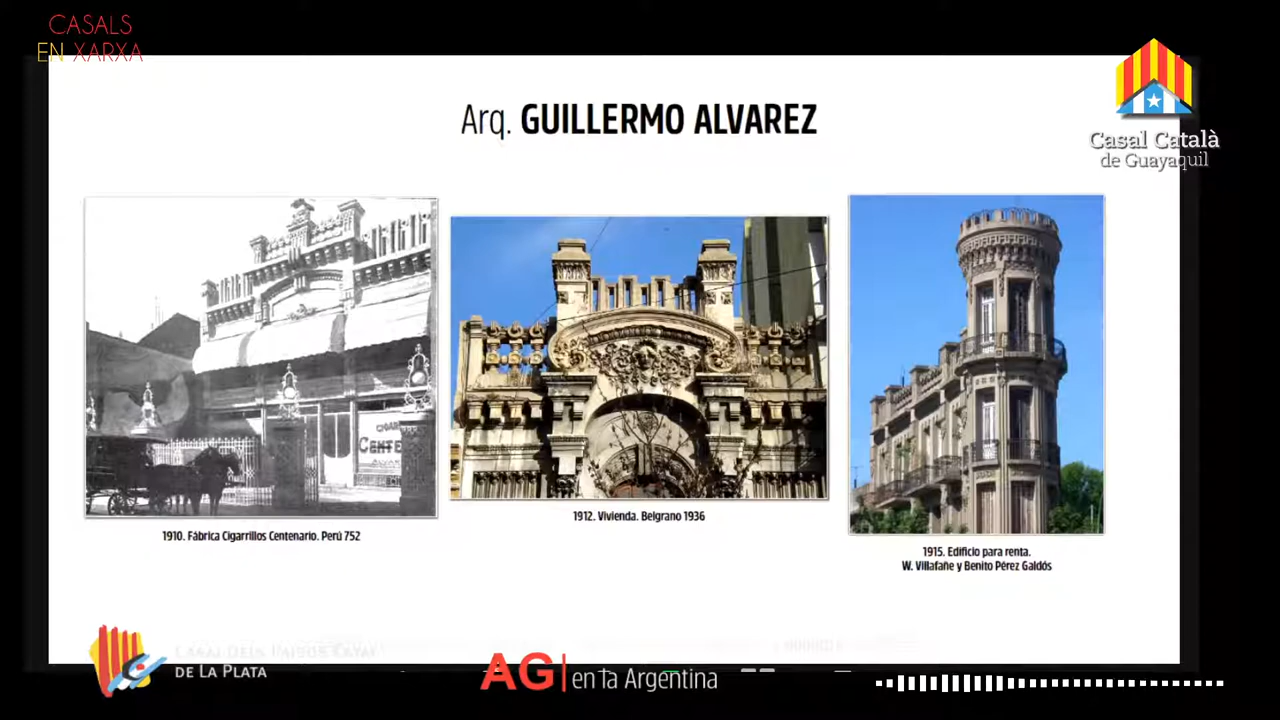 CASALS
EN XARXA
Casal Català
de Guayaquil
Arq. GUILLERMO ALVAREZ
CENTE
1910. Fábrica Cigarrillos Centenario. Perú 752
1912. Vivienda. Belgrano 1936
1915. Edificio para renta.
W. Villafañe y Benito Pérez Galdós
DE LA PLATA
AG| en la Argentina